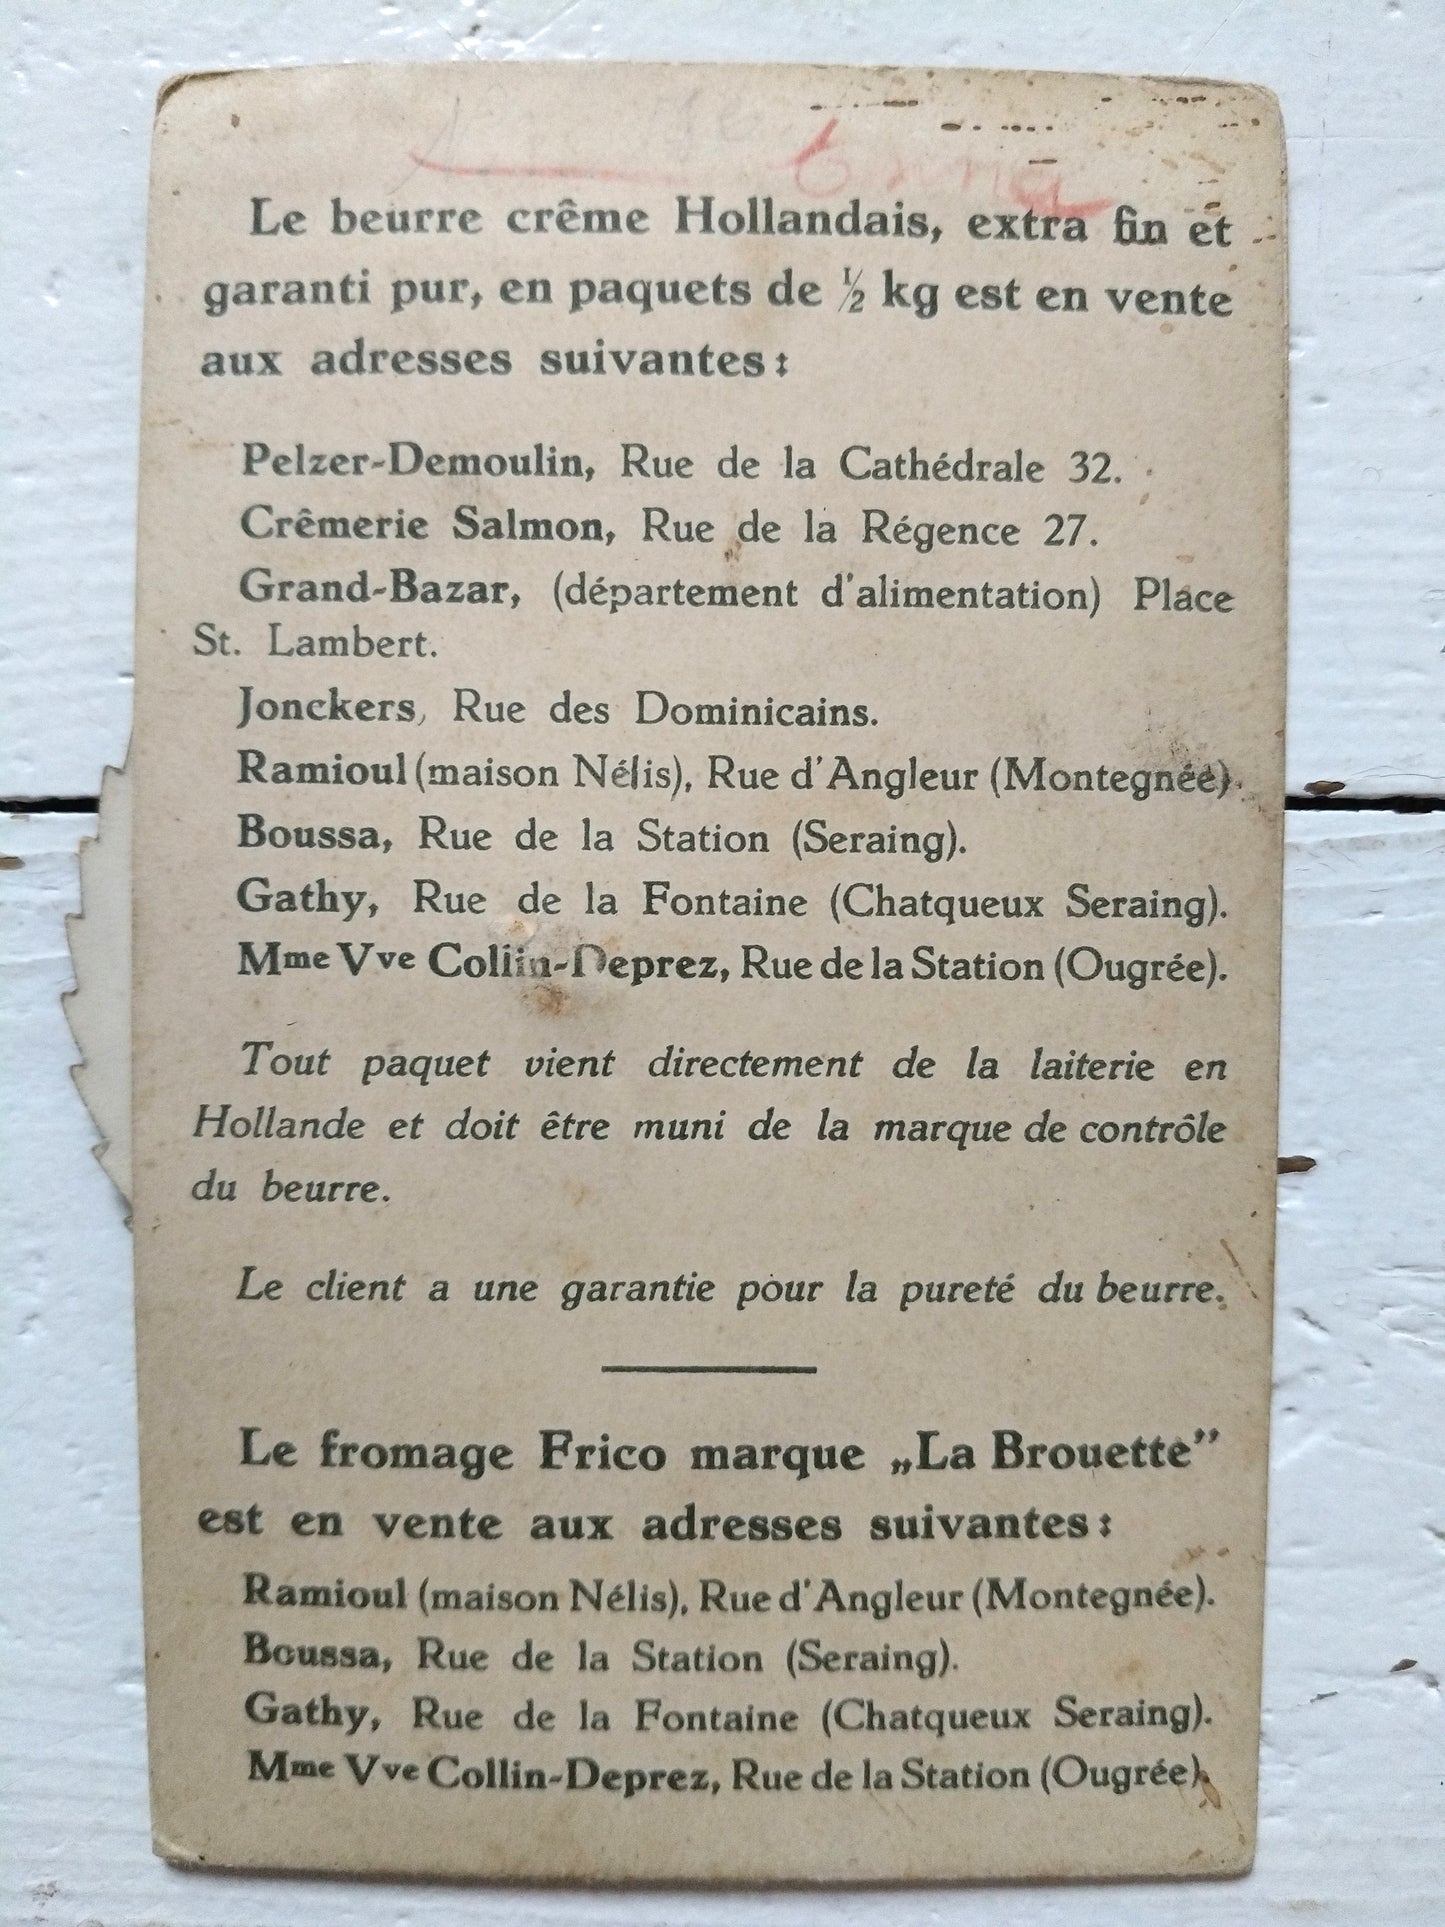 Emma
Le beurre crême Hollandais, extra fin et
garanti pur, en paquets de ½ kg est en vente
aux adresses suivantes:
Pelzer-Demoulin, Rue de la Cathédrale 32.
Crêmerie Salmon, Rue de la Régence 27.
Grand-Bazar, (département d'alimentation) Place
St. Lambert.
Jonckers, Rue des Dominicains.
Ramioul (maison Nélis), Rue d'Angleur (Montegnée).
Boussa, Rue de la Station (Seraing).
Gathy, Rue de la Fontaine (Chatqueux Seraing).
Mme Vve Collin-Deprez, Rue de la Station (Ougrée).
Tout paquet vient directement de la laiterie en
Hollande et doit être muni de la marque de contrôle
du beurre.
Le client a une garantie pour la pureté du beurre.
Le fromage Frico marque „La Brouette”
est en vente aux adresses suivantes:
Ramioul (maison Nélis), Rue d'Angleur (Montegnée).
Boussa, Rue de la Station (Seraing).
Gathy, Rue de la Fontaine (Chatqueux Seraing).
Mme Vve Collin-Deprez, Rue de la Station (Ougrée).